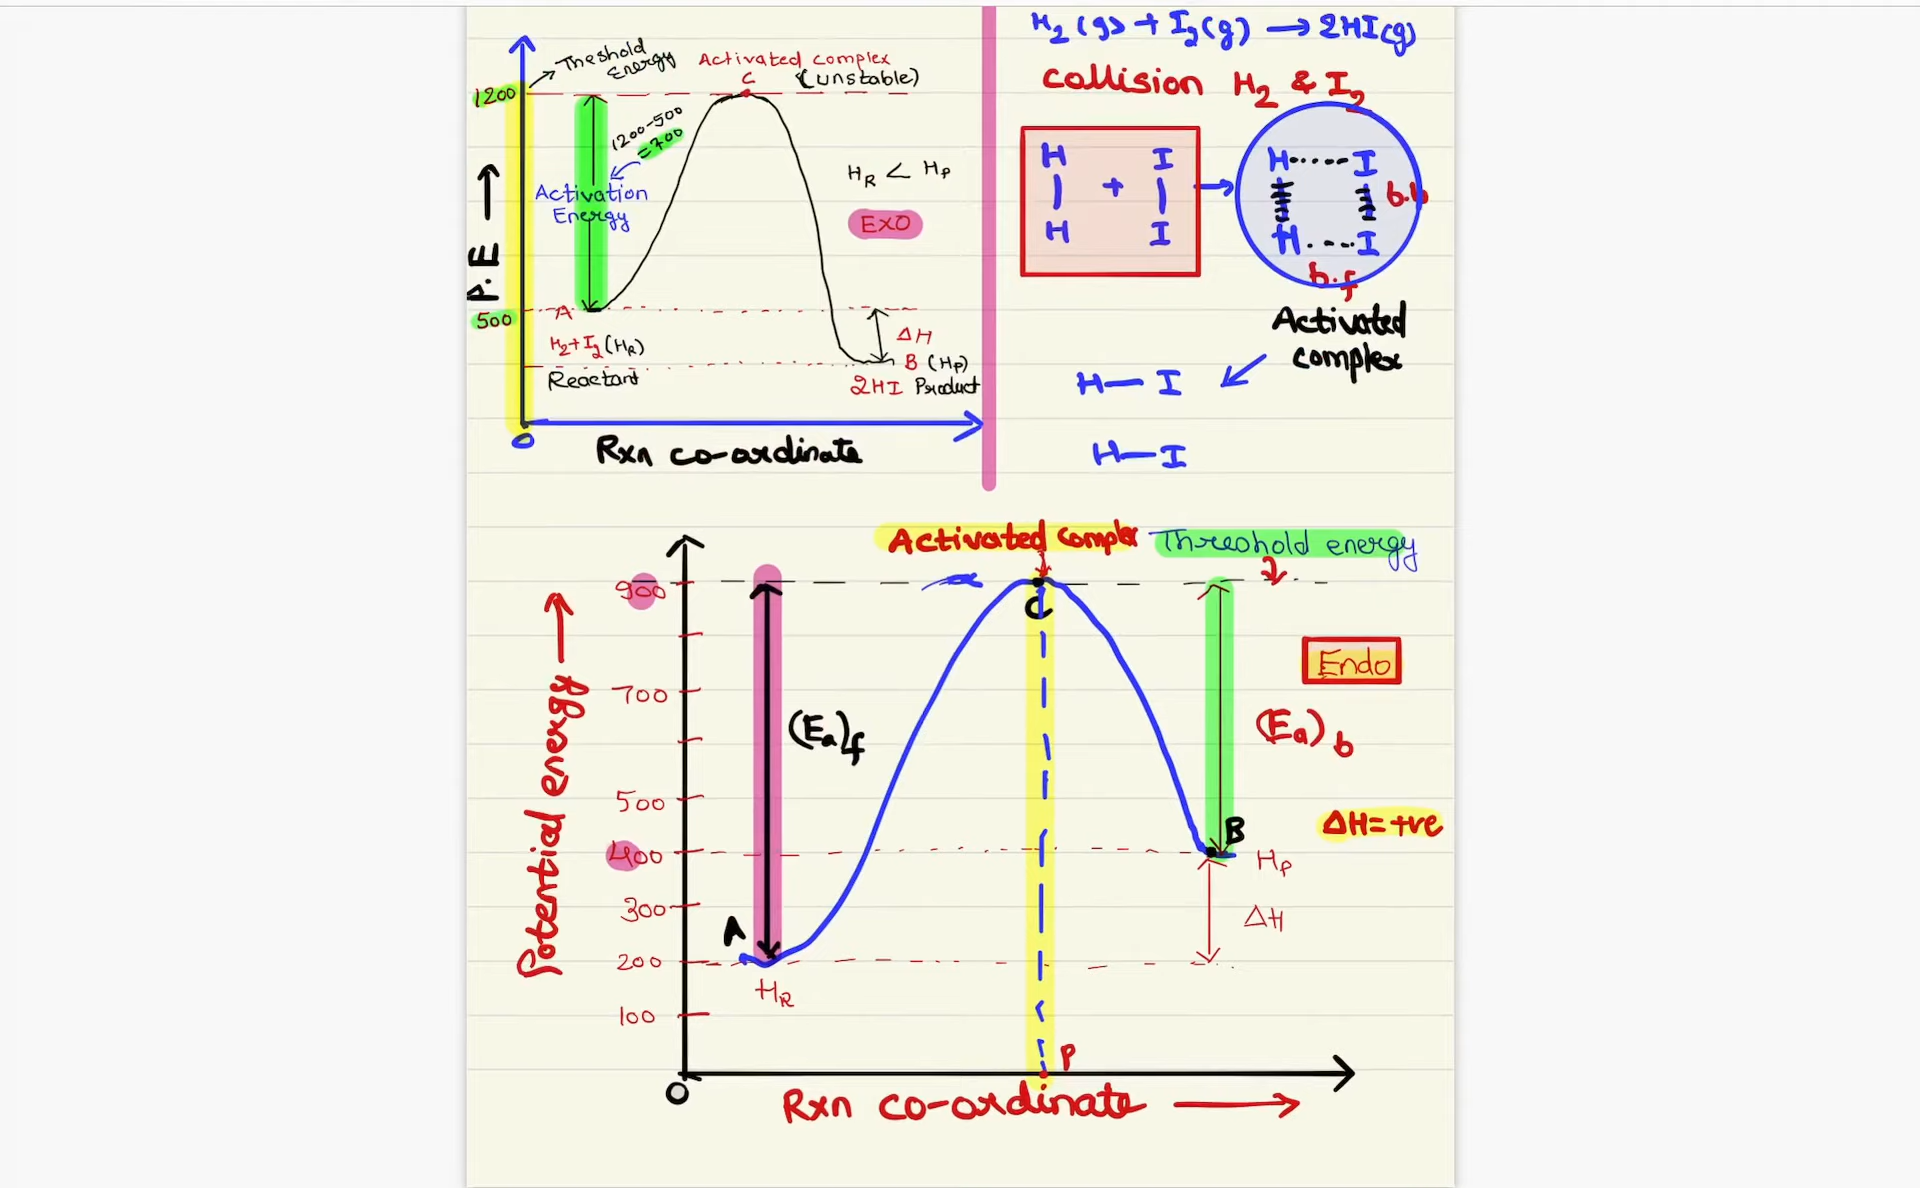 Theshold Energy
Activated complex
C (unstable)
1200
1200-500
=700
Activation
Energy
HR < HP
EXO
P.E
A
500
H2+I2 (HR)
Reactant
ΔH
B (HP)
2HI Product
0
Rxn co-ordinate
H2(g) + I2(g) → 2HI(g)
collision H2 & I2
H I
+
H I
H-----I
b.b
H----I
b.f
Activated
complex
H—I
H—I
Activated Complex
Threshold energy
900
C
Endo
700
(Ea)f
(Ea)b
Potential energy
500
ΔH=+ve
B
400
HP
300
ΔH
A
200
HR
100
P
O
Rxn co-ordinate